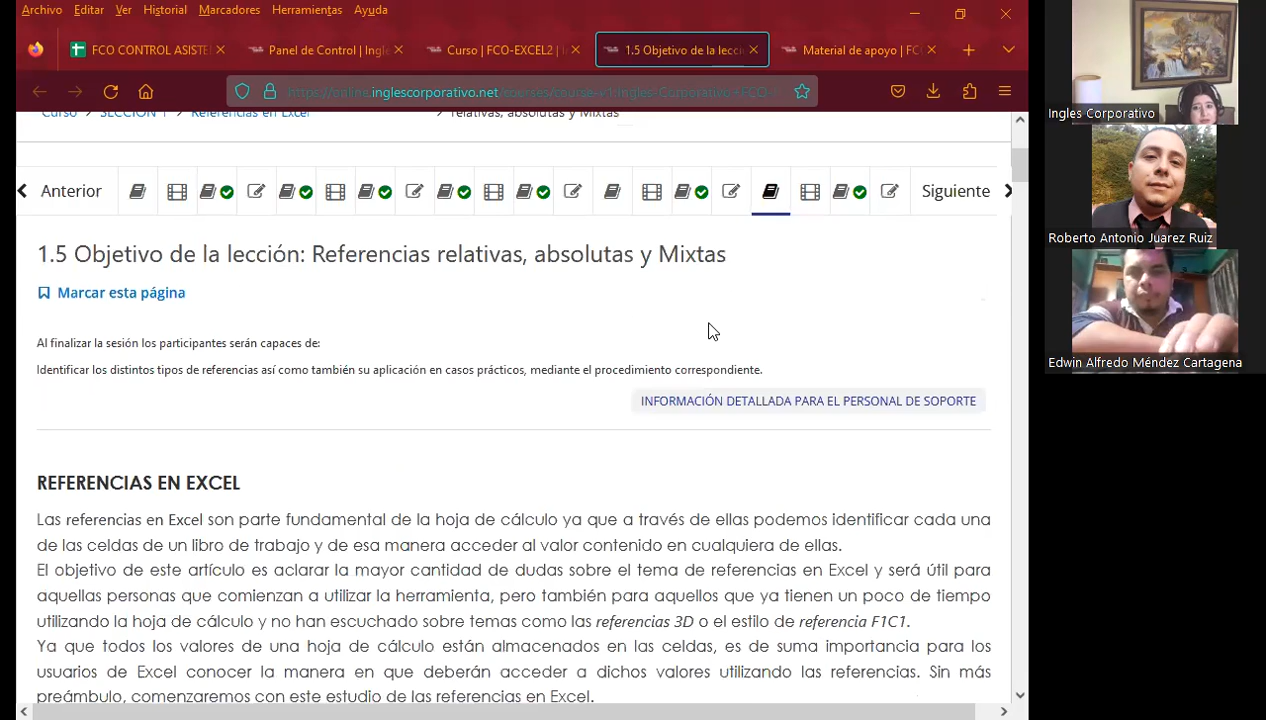 Archivo Editar Ver Historial Marcadores Herramientas Ayuda
FCO CONTROL ASISTE
Panel de Control | Ingl
Curso | FCO-EXCEL2 | I
1.5 Objetivo de la lecci
Material de apoyo | FC
https://online.inglescorporativo.net/courses/course-v1:Ingles-Corporativo+FCO-
Curso
SECCION 1
Referencias en Excel
relativas, absolutas y Mixtas
Anterior
Siguiente
1.5 Objetivo de la lección: Referencias relativas, absolutas y Mixtas
Marcar esta página
Al finalizar la sesión los participantes serán capaces de:
Identificar los distintos tipos de referencias así como también su aplicación en casos prácticos, mediante el procedimiento correspondiente.
INFORMACIÓN DETALLADA PARA EL PERSONAL DE SOPORTE
REFERENCIAS EN EXCEL
Las referencias en Excel son parte fundamental de la hoja de cálculo ya que a través de ellas podemos identificar cada una
de las celdas de un libro de trabajo y de esa manera acceder al valor contenido en cualquiera de ellas.
El objetivo de este artículo es aclarar la mayor cantidad de dudas sobre el tema de referencias en Excel y será útil para
aquellas personas que comienzan a utilizar la herramienta, pero también para aquellos que ya tienen un poco de tiempo
utilizando la hoja de cálculo y no han escuchado sobre temas como las referencias 3D o el estilo de referencia F1C1.
Ya que todos los valores de una hoja de cálculo están almacenados en las celdas, es de suma importancia para los
usuarios de Excel conocer la manera en que deberán acceder a dichos valores utilizando las referencias. Sin más
preámbulo, comenzaremos con este estudio de las referencias en Excel.
Ingles Corporativo
Roberto Antonio Juarez Ruiz
Edwin Alfredo Méndez Cartagena